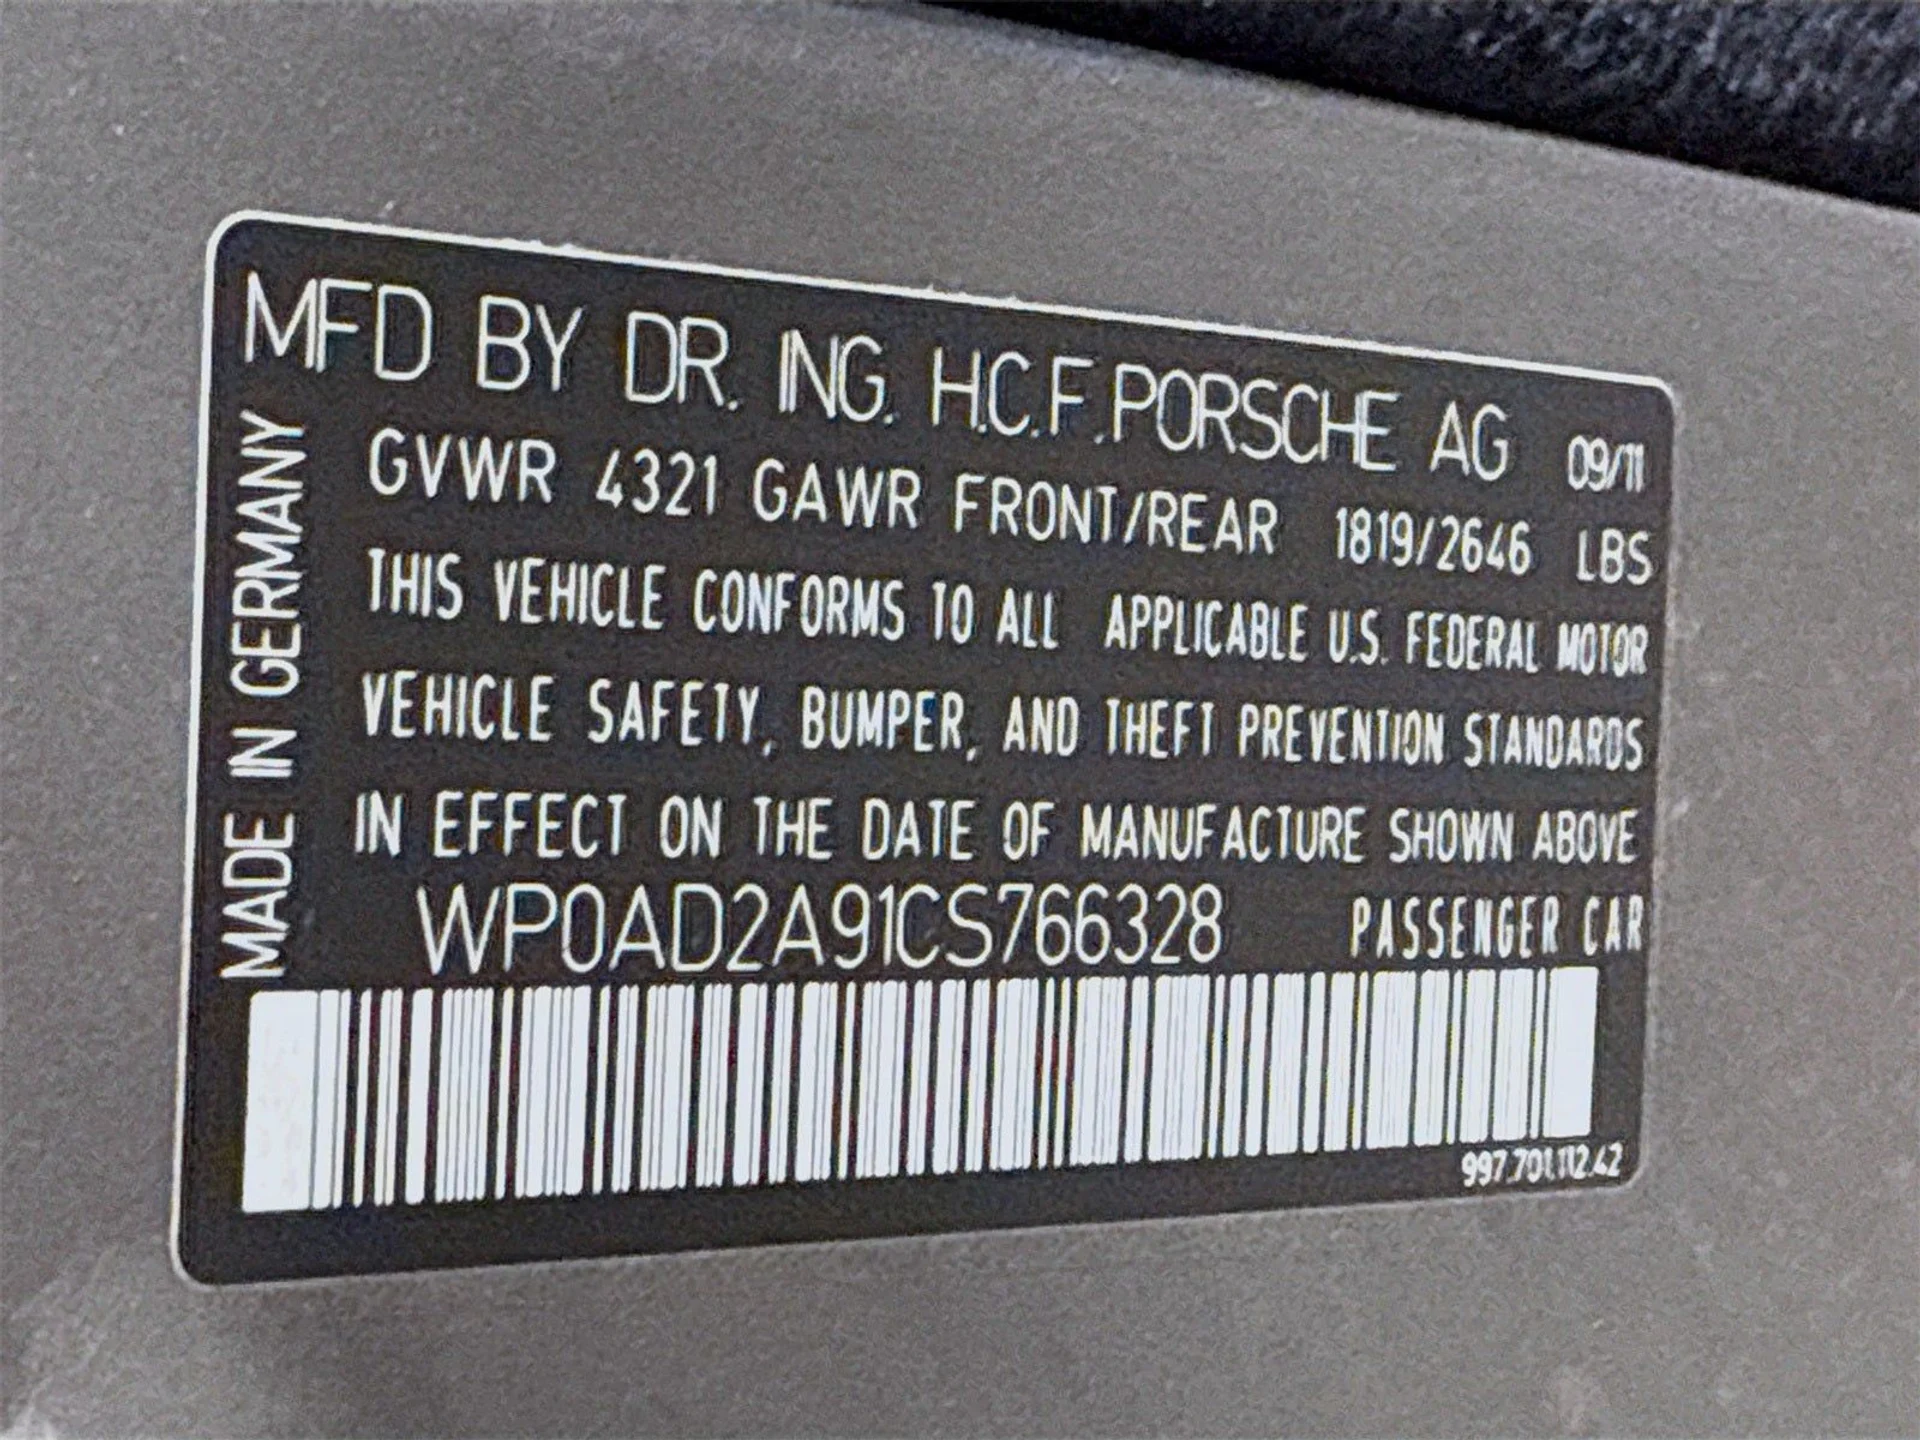 MFD BY DR. ING. H.C.F.PORSCHE AG 09/11
GVWR 4321 GAWR FRONT/REAR 1819/2646 LBS
THIS VEHICLE CONFORMS TO ALL APPLICABLE U.S. FEDERAL MOTOR
VEHICLE SAFETY, BUMPER, AND THEFT PREVENTION STANDARDS
IN EFFECT ON THE DATE OF MANUFACTURE SHOWN ABOVE
WP0AD2A91CS766328 PASSENGER CAR
MADE IN GERMANY
997.701.112.42